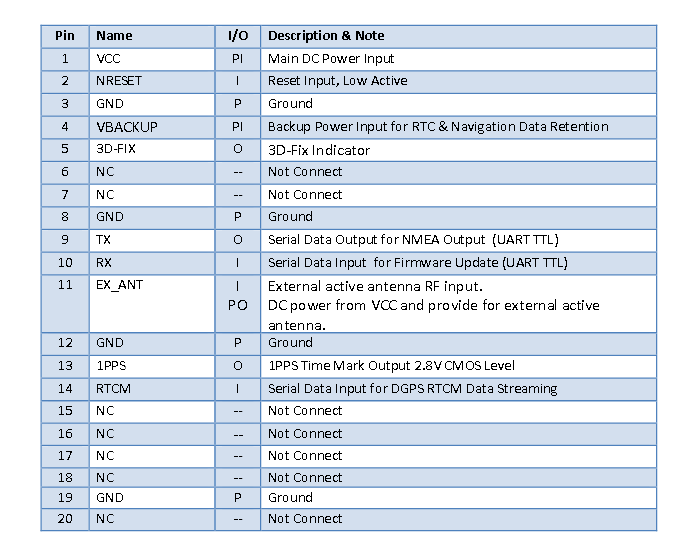 Pin Name I/O Description & Note
1 VCC PI Main DC Power Input
2 NRESET I Reset Input, Low Active
3 GND P Ground
4 VBACKUP PI Backup Power Input for RTC & Navigation Data Retention
5 3D-FIX O 3D-Fix Indicator
6 NC -- Not Connect
7 NC -- Not Connect
8 GND P Ground
9 TX O Serial Data Output for NMEA Output (UART TTL)
10 RX I Serial Data Input for Firmware Update (UART TTL)
11 EX_ANT I External active antenna RF input.
PO DC power from VCC and provide for external active
antenna.
12 GND P Ground
13 1PPS O 1PPS Time Mark Output 2.8V CMOS Level
14 RTCM I Serial Data Input for DGPS RTCM Data Streaming
15 NC -- Not Connect
16 NC -- Not Connect
17 NC -- Not Connect
18 NC -- Not Connect
19 GND P Ground
20 NC -- Not Connect